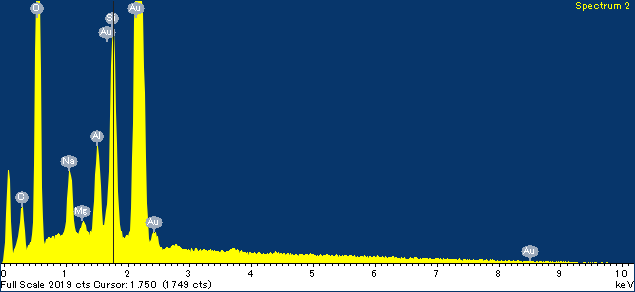 Spectrum 2
O Si Au
Au
Al
Na
C Mg Au
Au
0 1 2 3 4 5 6 7 8 9 10
Full Scale 2019 cts Cursor: 1.750 (1749 cts) keV